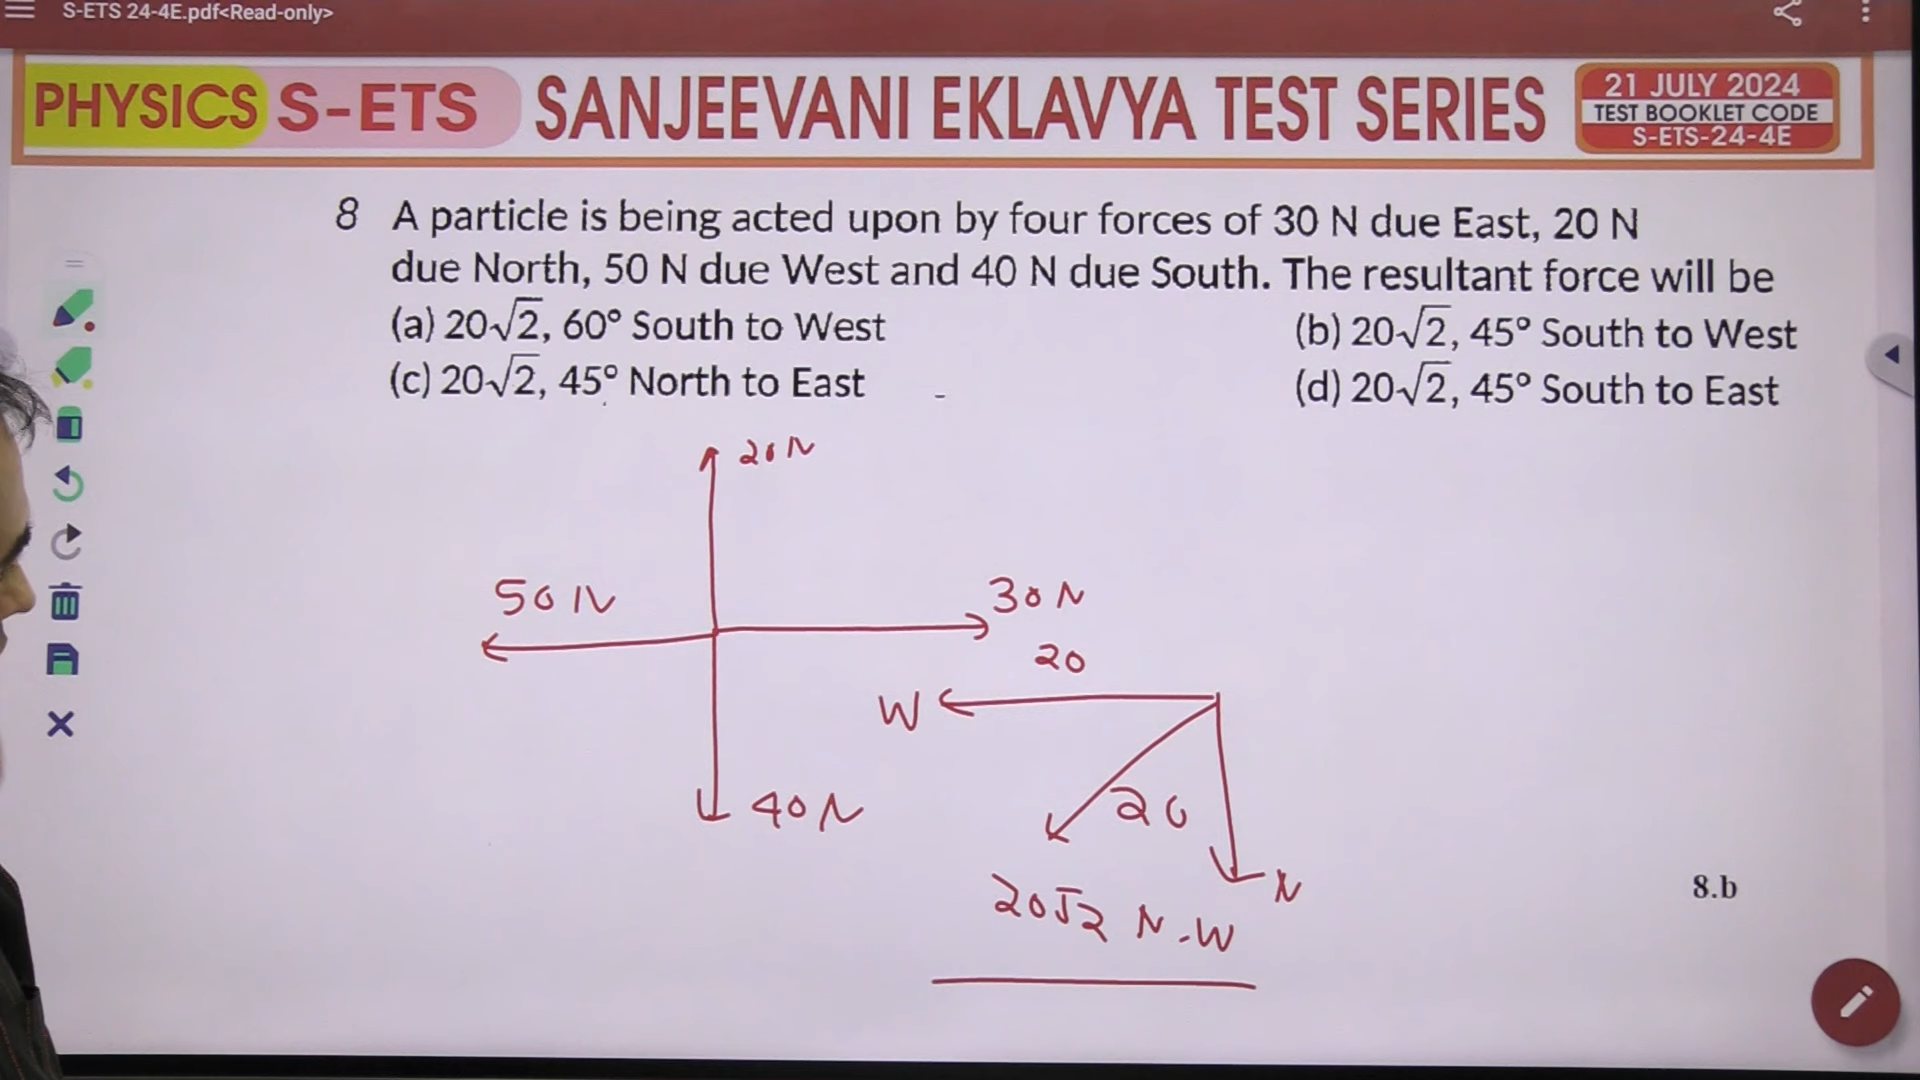 S-ETS 24-4E.pdf<Read-only>
PHYSICS S-ETS SANJEEVANI EKLAVYA TEST SERIES
21 JULY 2024
TEST BOOKLET CODE
S-ETS-24-4E
8 A particle is being acted upon by four forces of 30 N due East, 20 N
due North, 50 N due West and 40 N due South. The resultant force will be
(a) 20√2, 60° South to West (b) 20√2, 45° South to West
(c) 20√2, 45° North to East (d) 20√2, 45° South to East
20N
50 N
30 N
20
W
40 N
20
N
20√2 N-W
8.b